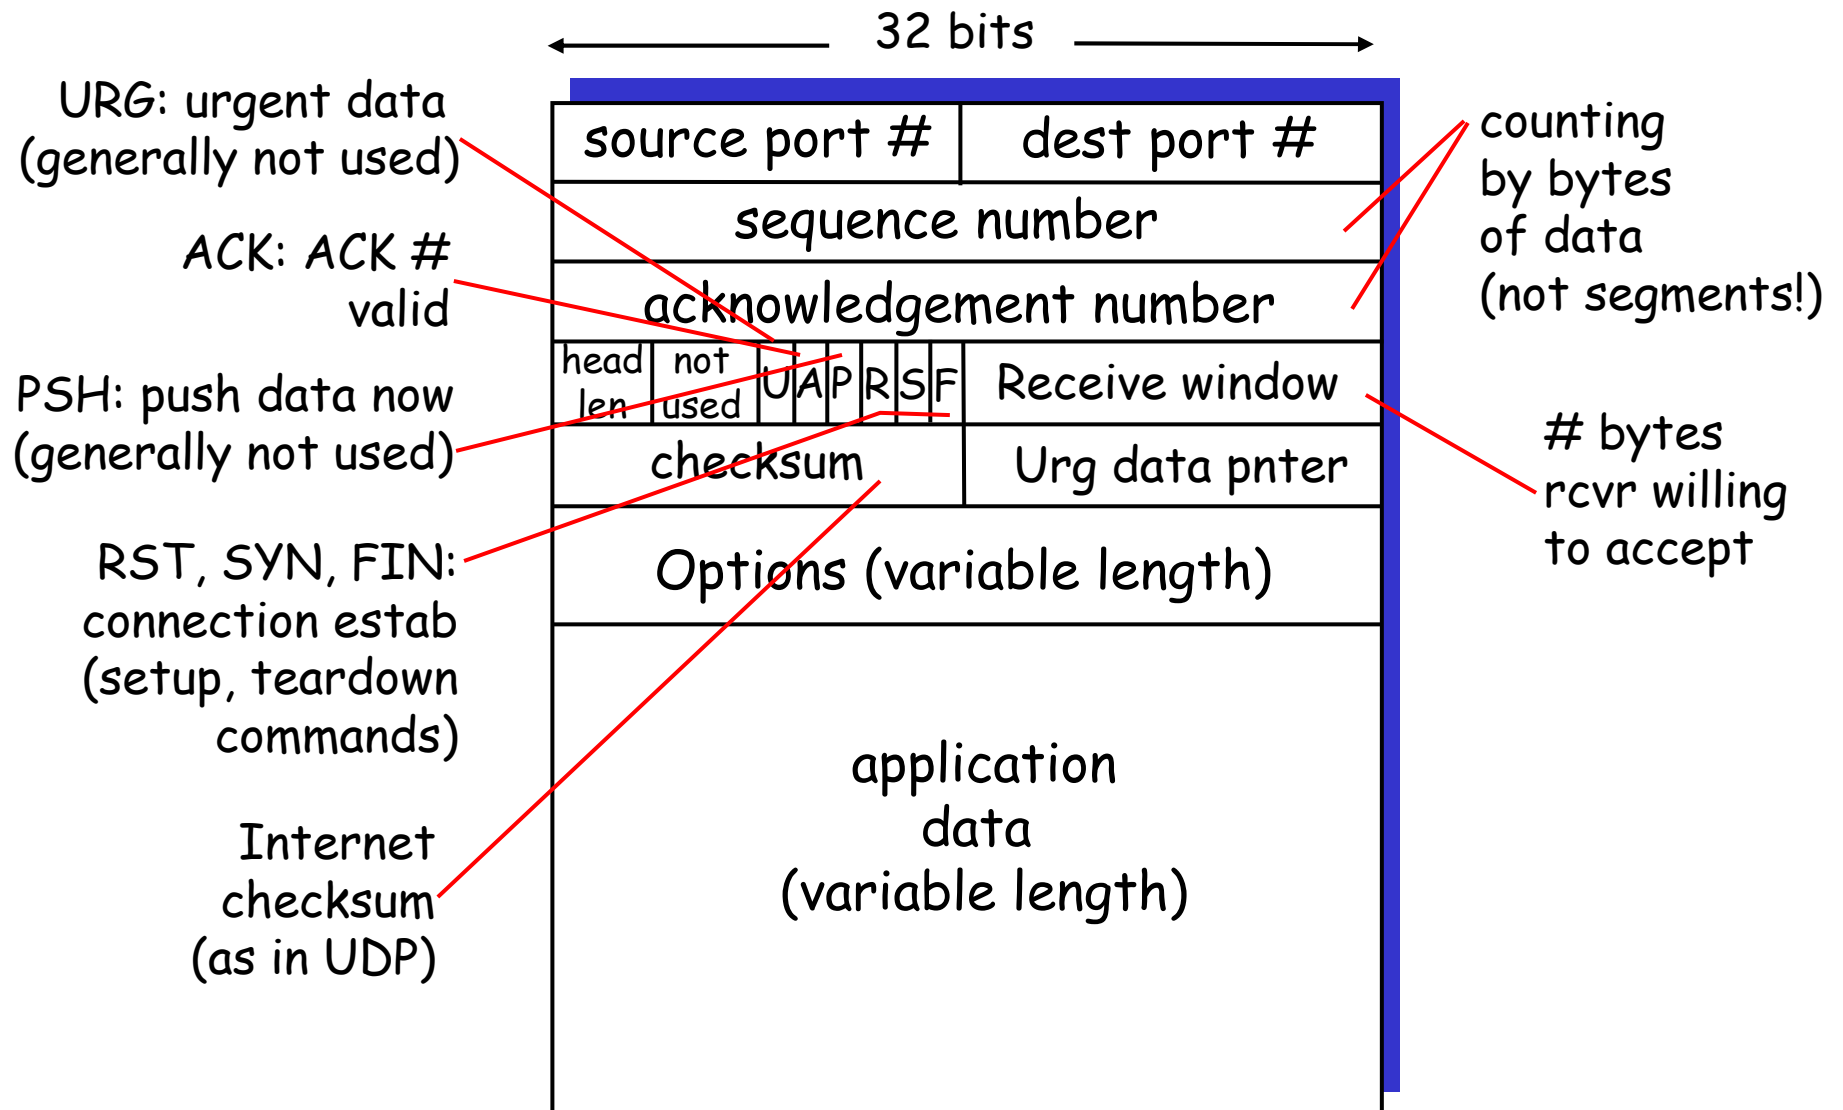 32 bits
URG: urgent data
(generally not used)
ACK: ACK #
valid
PSH: push data now
(generally not used)
RST, SYN, FIN:
connection estab
(setup, teardown
commands)
Internet
checksum
(as in UDP)
source port #
dest port #
sequence number
acknowledgement number
head
len
not
used
U
A
P
R
S
F
Receive window
checksum
Urg data pnter
Options (variable length)
application
data
(variable length)
counting
by bytes
of data
(not segments!)
# bytes
rcvr willing
to accept